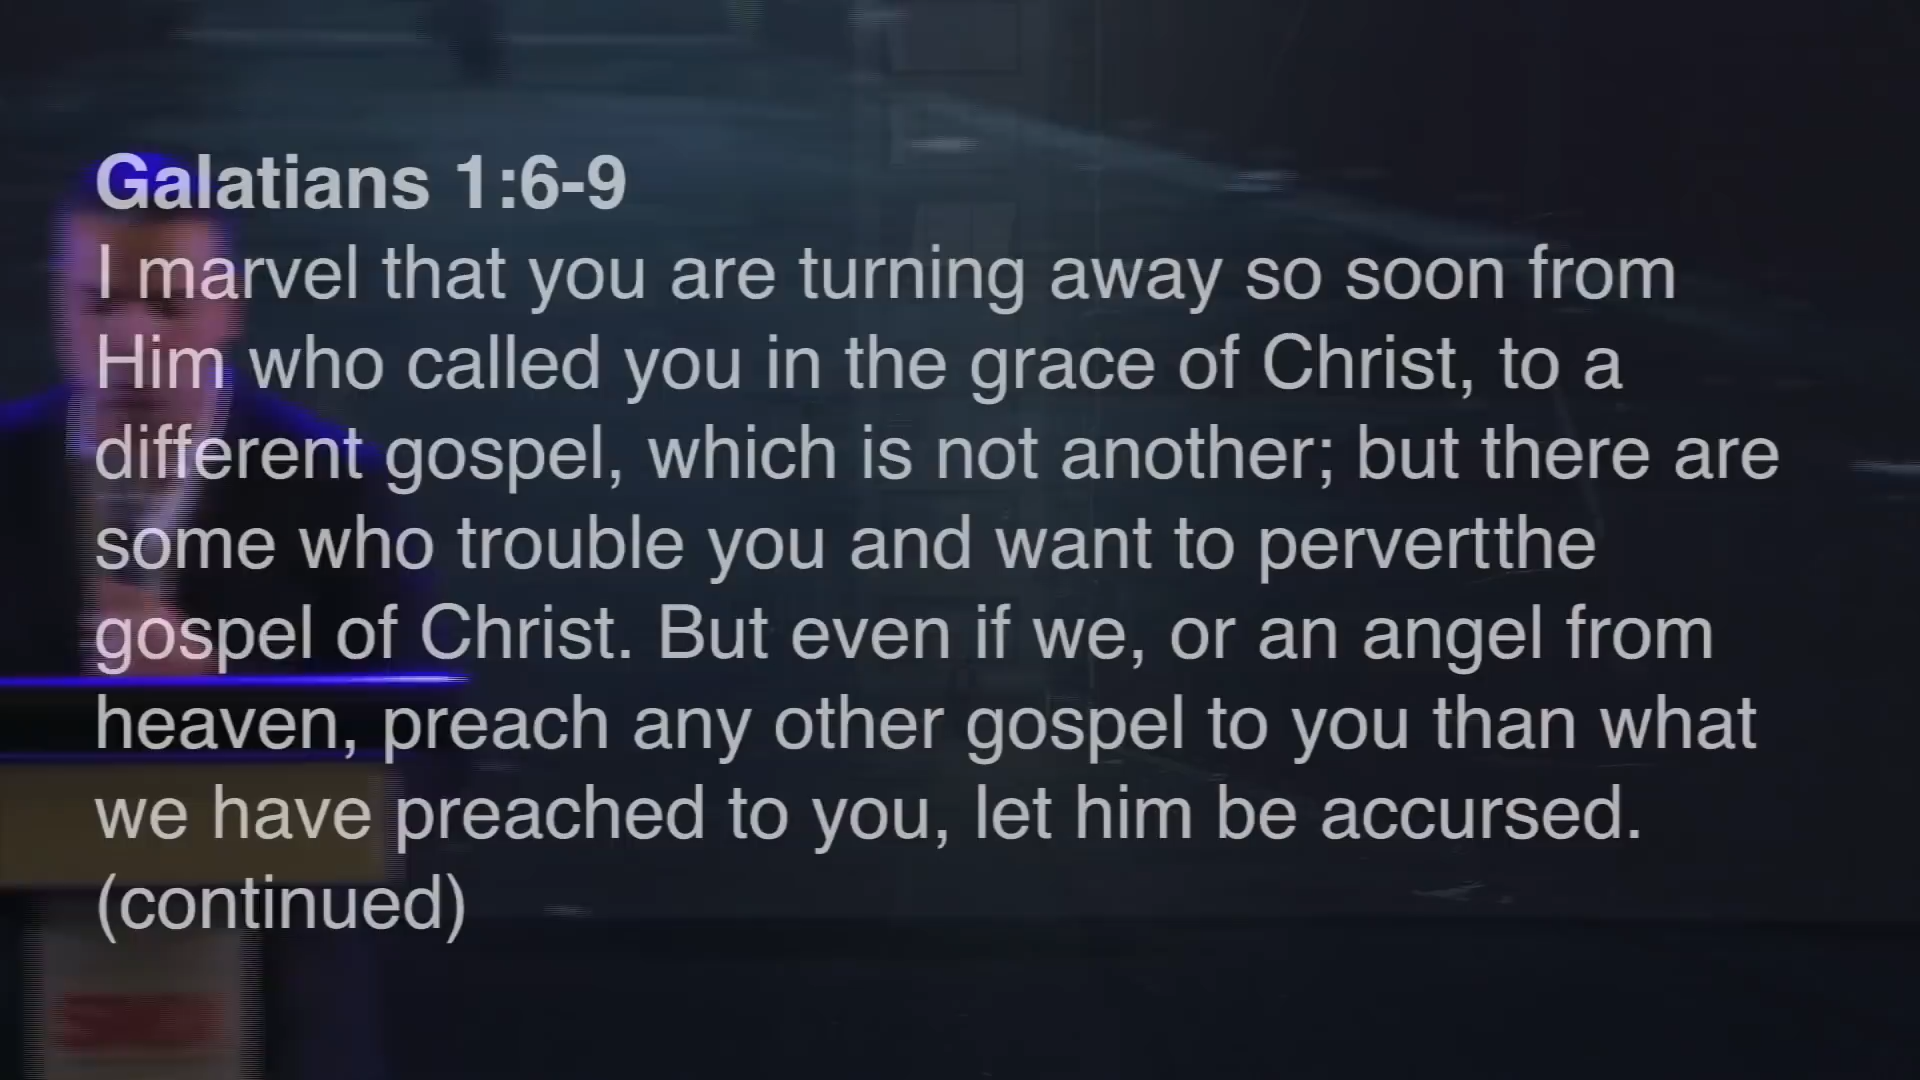 Galatians 1:6-9
I marvel that you are turning away so soon from
Him who called you in the grace of Christ, to a
different gospel, which is not another; but there are
some who trouble you and want to pervertthe
gospel of Christ. But even if we, or an angel from
heaven, preach any other gospel to you than what
we have preached to you, let him be accursed.
(continued)